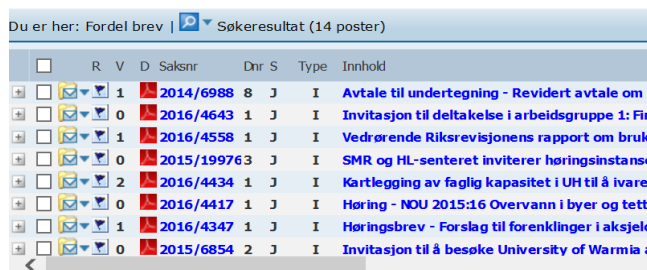 Du er her: Fordel brev | Søkeresultat (14 poster)
R V D Saksnr Dnr S Type Innhold
1 2014/6988 8 J I Avtale til undertegning - Revidert avtale om
0 2016/4643 1 J I Invitasjon til deltakelse i arbeidsgruppe 1:
1 2016/4558 1 J I Vedrørende Riksrevisjonens rapport om bruk
0 2015/19976 3 J I SMR og HL-senteret inviterer høringsinstans
2 2016/4434 1 J I Kartlegging av faglig kapasitet i UH til å ivare
0 2016/4417 1 J I Høring - NOU 2015:16 Overvann i byer og tett
1 2016/4347 1 J I Høringsbrev - Forslag til forenklinger i aksjel
0 2015/6854 2 J I Invitasjon til å besøke University of Warmia